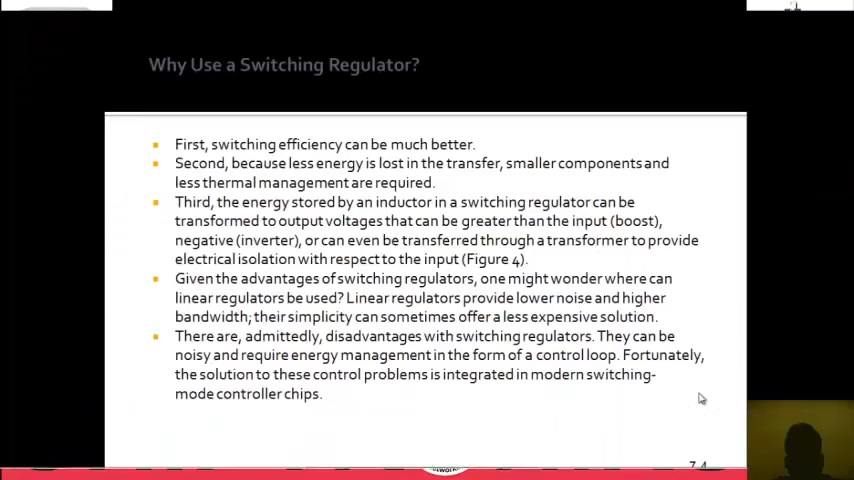 Why Use a Switching Regulator?
First, switching efficiency can be much better.
Second, because less energy is lost in the transfer, smaller components and
less thermal management are required.
Third, the energy stored by an inductor in a switching regulator can be
transformed to output voltages that can be greater than the input (boost),
negative (inverter), or can even be transferred through a transformer to provide
electrical isolation with respect to the input (Figure 4).
Given the advantages of switching regulators, one might wonder where can
linear regulators be used? Linear regulators provide lower noise and higher
bandwidth; their simplicity can sometimes offer a less expensive solution.
There are, admittedly, disadvantages with switching regulators. They can be
noisy and require energy management in the form of a control loop. Fortunately,
the solution to these control problems is integrated in modern switching-
mode controller chips.